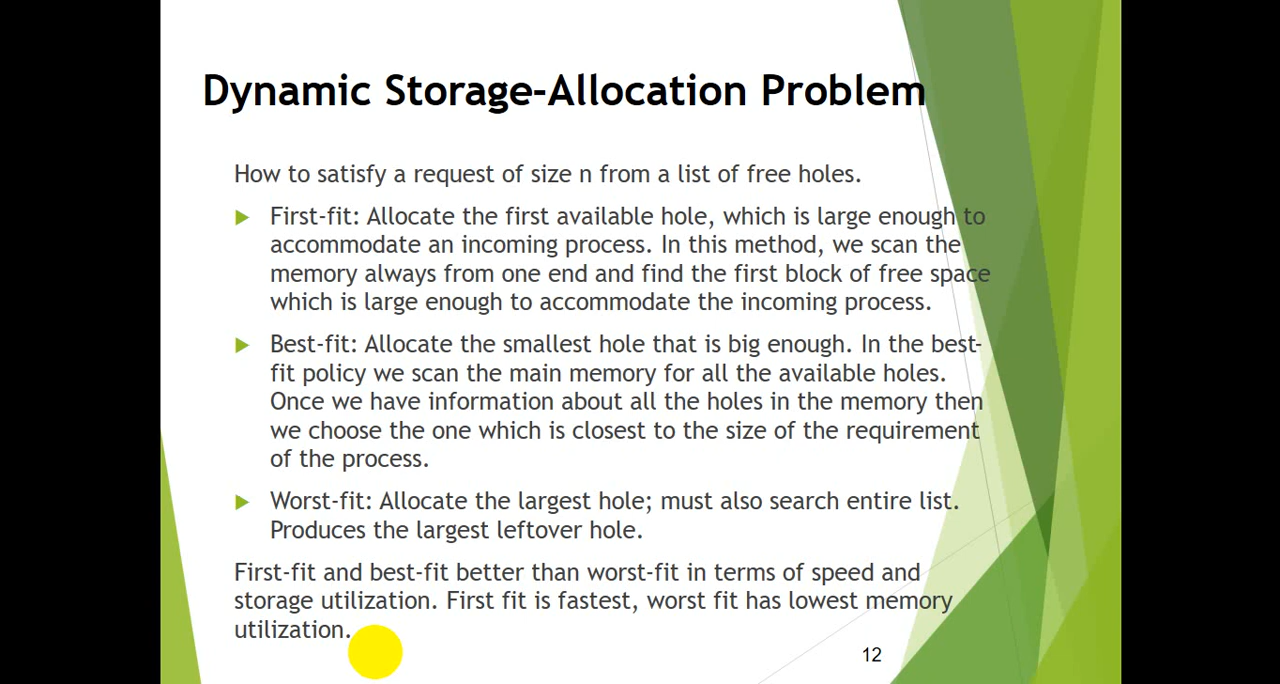 Dynamic Storage-Allocation Problem
How to satisfy a request of size n from a list of free holes.
First-fit: Allocate the first available hole, which is large enough to
accommodate an incoming process. In this method, we scan the
memory always from one end and find the first block of free space
which is large enough to accommodate the incoming process.
Best-fit: Allocate the smallest hole that is big enough. In the best-
fit policy we scan the main memory for all the available holes.
Once we have information about all the holes in the memory then
we choose the one which is closest to the size of the requirement
of the process.
Worst-fit: Allocate the largest hole; must also search entire list.
Produces the largest leftover hole.
First-fit and best-fit better than worst-fit in terms of speed and
storage utilization. First fit is fastest, worst fit has lowest memory
utilization.
12